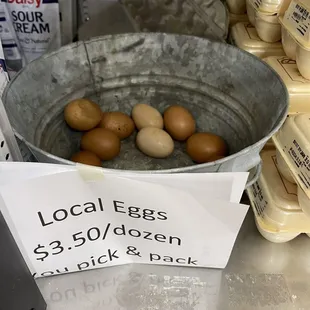 Daisy
SOUR
CREAM
Local Eggs
$3.50/dozen
You pick & pack